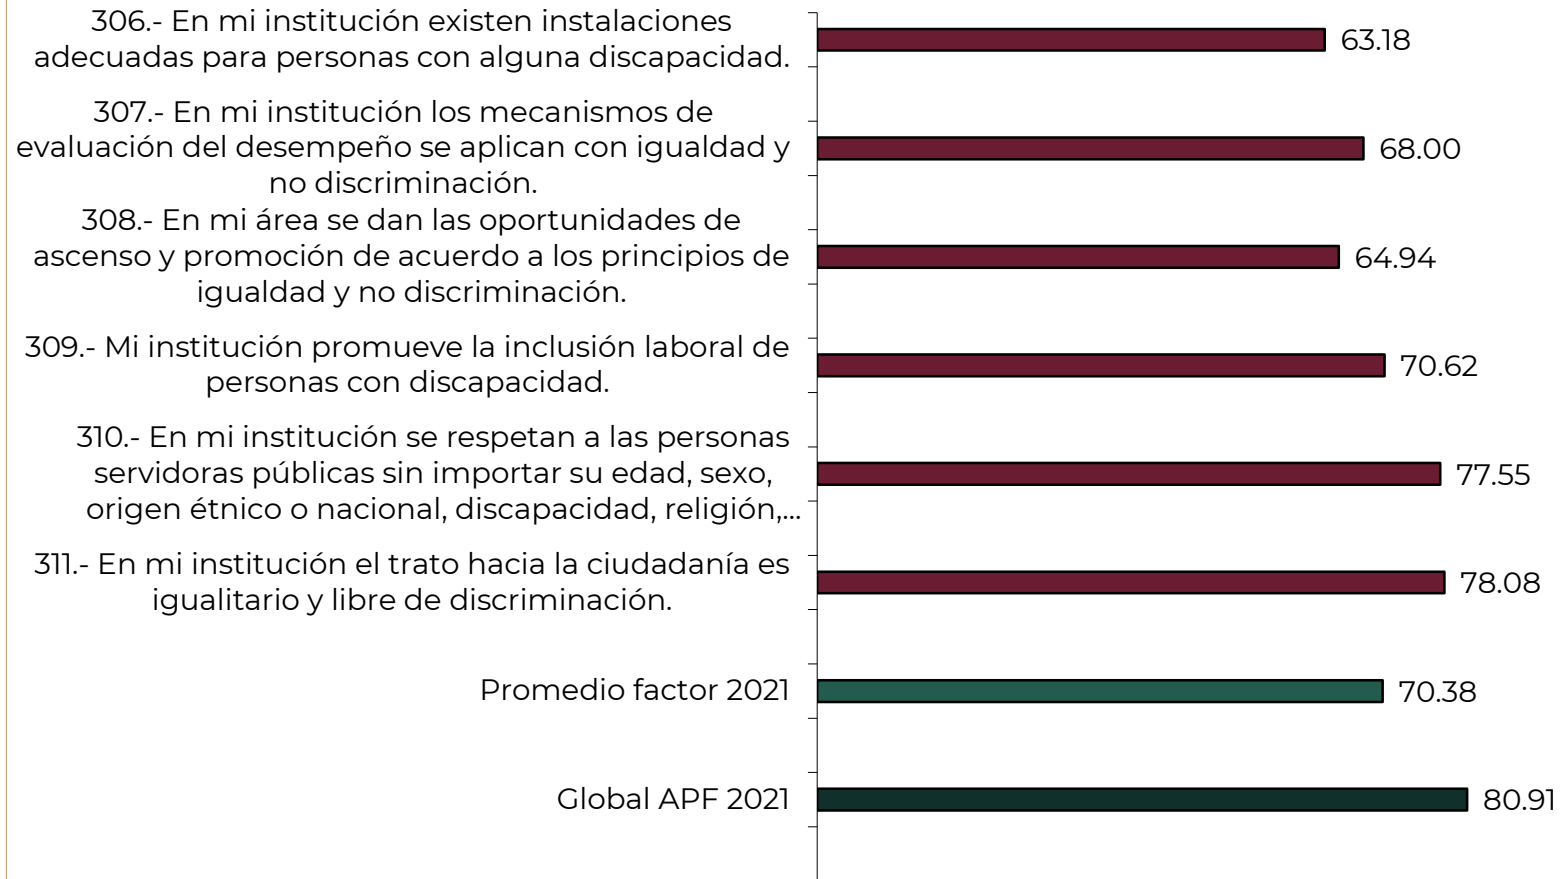 306.- En mi institución existen instalaciones
adecuadas para personas con alguna discapacidad.
63.18
307.- En mi institución los mecanismos de
evaluación del desempeño se aplican con igualdad y
no discriminación.
68.00
308.- En mi área se dan las oportunidades de
ascenso y promoción de acuerdo a los principios de
igualdad y no discriminación.
64.94
309.- Mi institución promueve la inclusión laboral de
personas con discapacidad.
70.62
310.- En mi institución se respetan a las personas
servidoras públicas sin importar su edad, sexo,
origen étnico o nacional, discapacidad, religión,...
77.55
311.- En mi institución el trato hacia la ciudadanía es
igualitario y libre de discriminación.
78.08
Promedio factor 2021
70.38
Global APF 2021
80.91